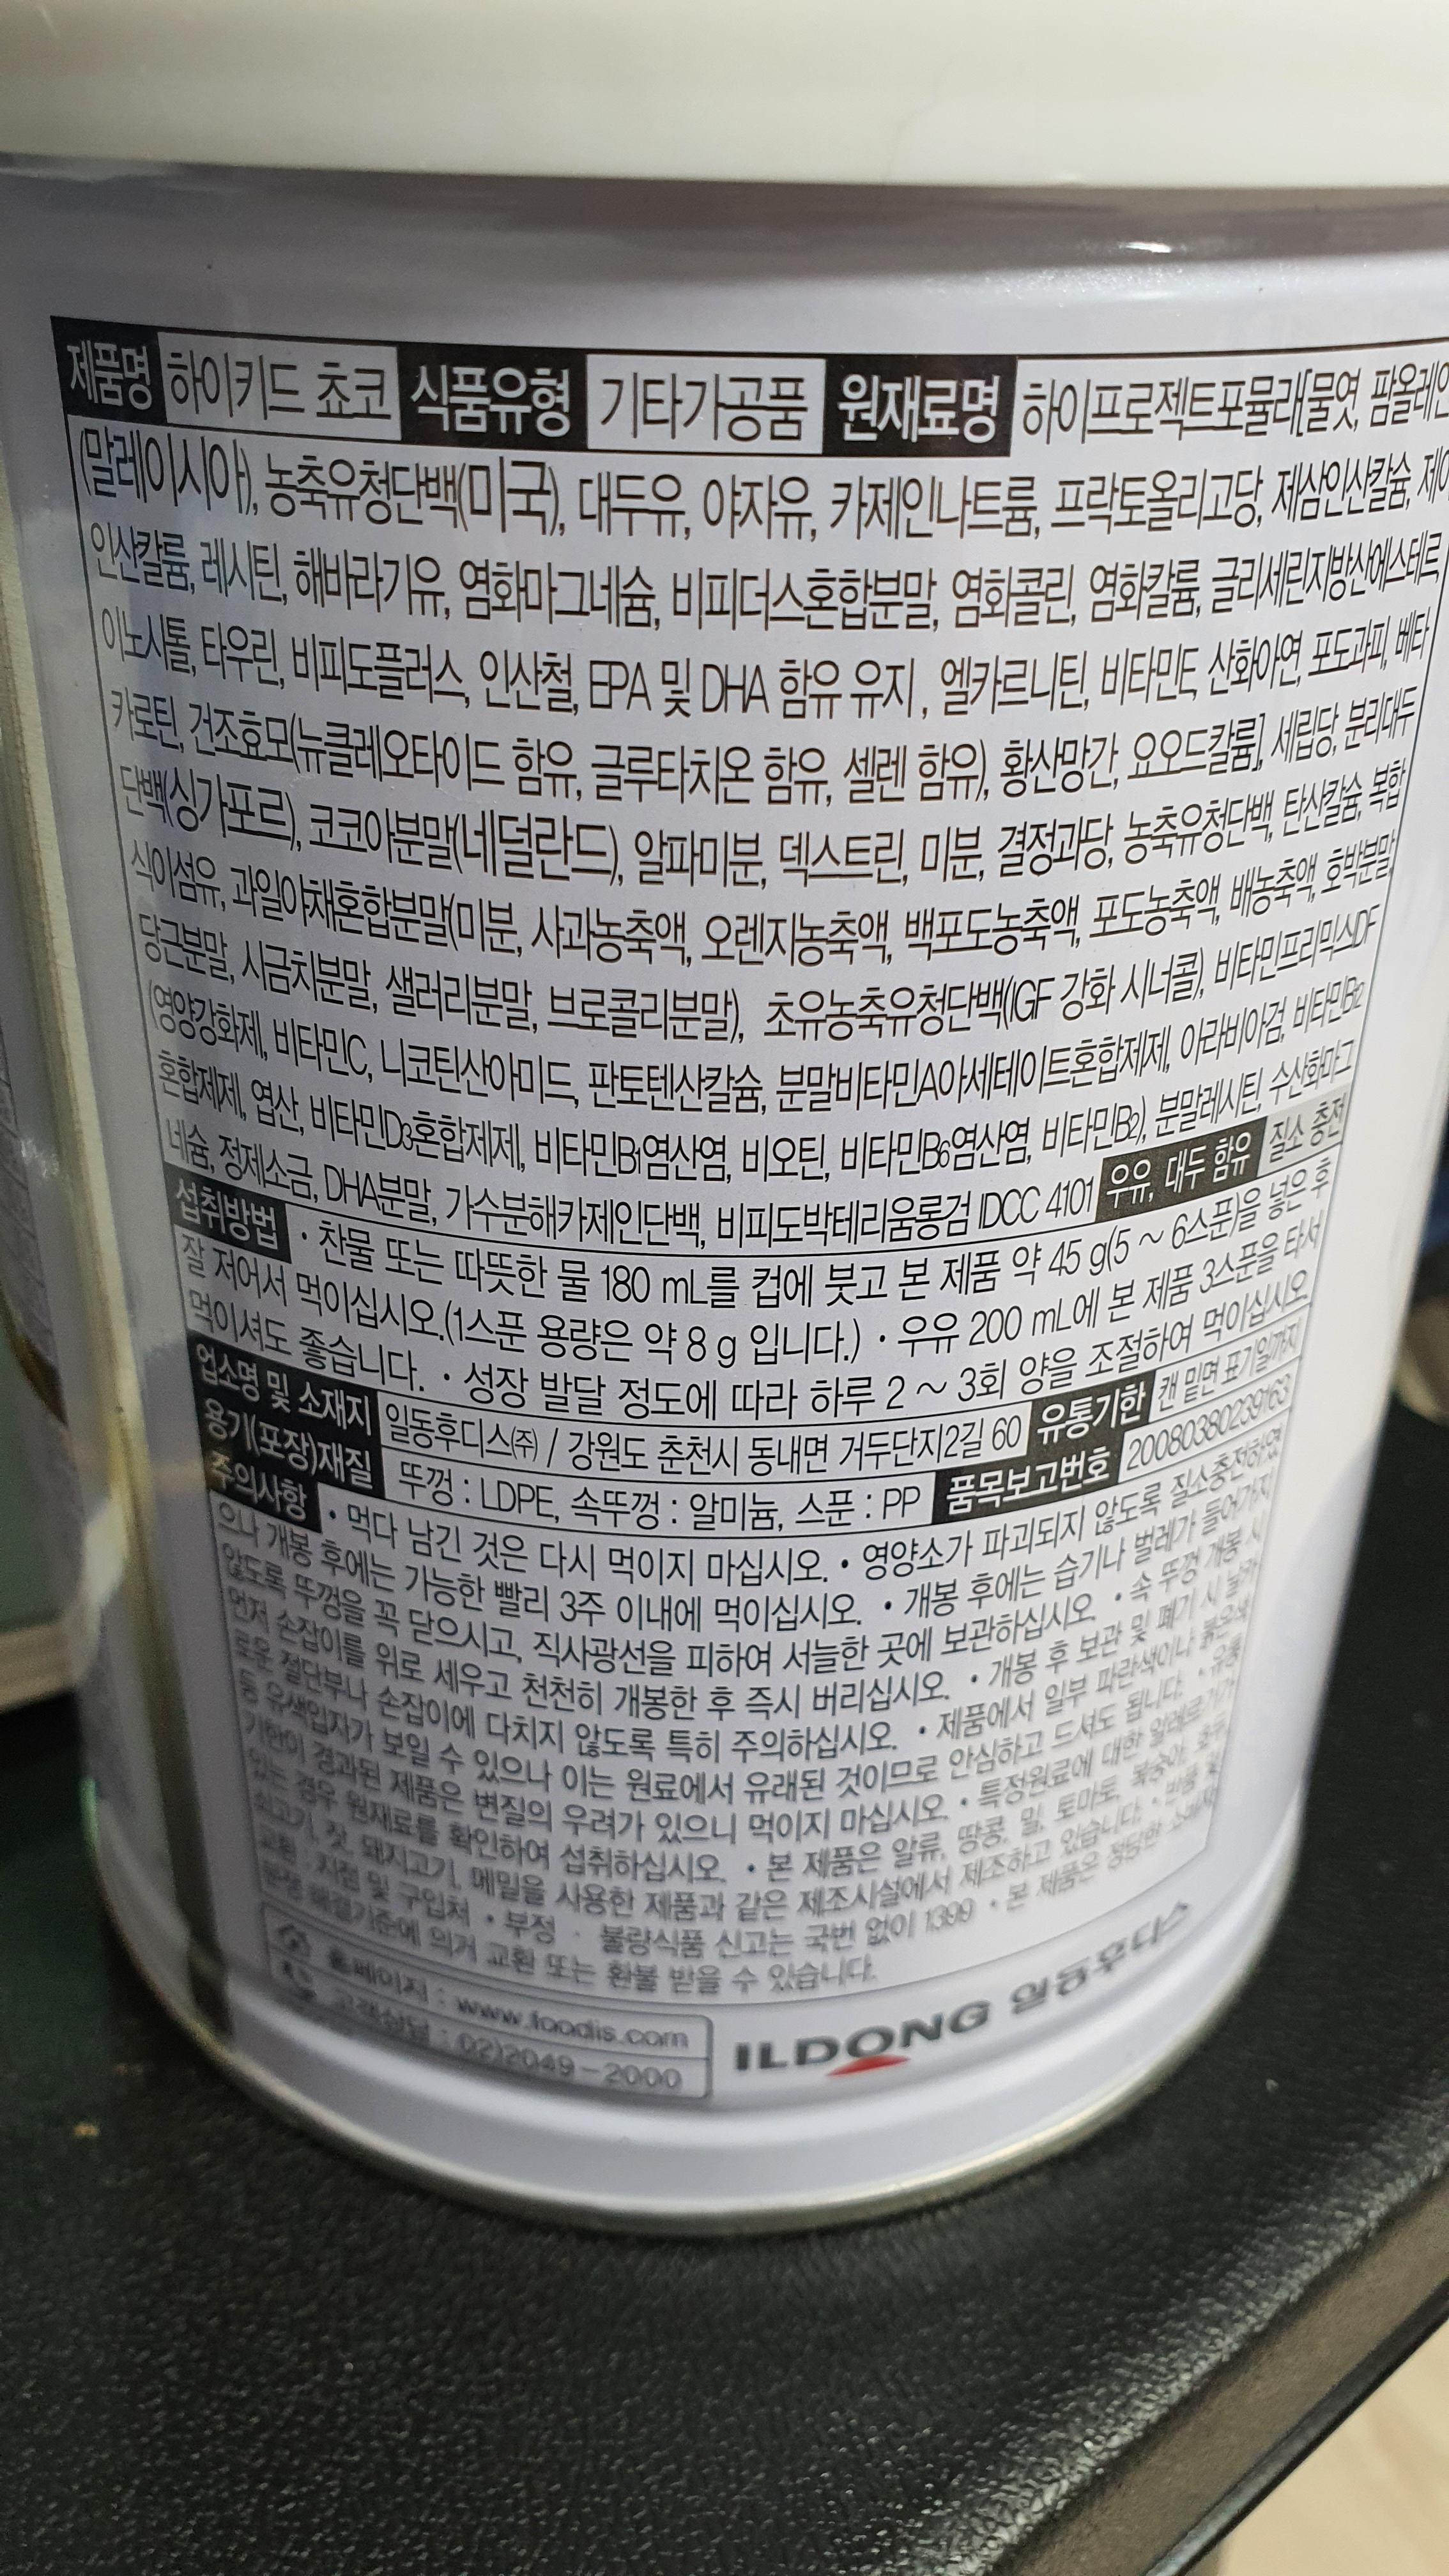 제품명 하이키드 쵸코 식품유형 기타가공품 원재료명 하이프로젝트포뮬라[물엿, 팜올레인
(말레이시아), 농축유청단백(미국), 대두유, 야자유, 카제인나트륨, 프락토올리고당, 제삼인산칼슘, 제이
인산칼륨, 레시틴, 해바라기유, 염화마그네슘, 비피더스혼합분말, 염화콜린, 염화칼륨, 글리세린지방산에스테르
이노시톨, 타우린, 비피도플러스, 인산철, EPA 및 DHA 함유 유지, 엘카르니틴, 비타민E, 산화아연, 포도과피, 베타
카로틴, 건조효모(뉴클레오타이드 함유, 글루타치온 함유, 셀렌 함유), 황산망간, 요오드칼륨], 세립당, 분리대두
단백(싱가포르), 코코아분말(네덜란드), 알파미분, 덱스트린, 미분, 결정과당, 농축유청단백, 탄산칼슘, 복합
식이섬유, 과일야채혼합분말(미분, 사과농축액, 오렌지농축액, 백포도농축액, 포도농축액, 배농축액, 호박분말,
당근분말, 시금치분말, 샐러리분말, 브로콜리분말), 초유농축유청단백(IGF 강화 시너콜), 비타민프리믹스IDF
(영양강화제, 비타민C, 니코틴산아미드, 판토텐산칼슘, 분말비타민A아세테이트혼합제제, 아라비아검, 비타민B12
혼합제제, 엽산, 비타민D3혼합제제, 비타민B1염산염, 비오틴, 비타민B6염산염, 비타민B2), 분말레시틴, 수산화마그
네슘, 정제소금, DHA분말, 가수분해카제인단백, 비피도박테리움롱검 IDCC 4101 우유, 대두 함유 질소 충전
섭취방법 • 찬물 또는 따뜻한 물 180 mL를 컵에 붓고 본 제품 약 45 g(5 ~ 6스푼)을 넣은 후
잘 저어서 먹이십시오.(1스푼 용량은 약 8 g 입니다.) • 우유 200 mL에 본 제품 3스푼을 타서
먹이셔도 좋습니다. • 성장 발달 정도에 따라 하루 2 ~ 3회 양을 조절하여 먹이십시오.
업소명 및 소재지 일동후디스㈜ / 강원도 춘천시 동내면 거두단지2길 60 유통기한 캔 밑면 표기일까지
용기(포장)재질 뚜껑 : LDPE, 속뚜껑 : 알미늄, 스푼 : PP 품목보고번호 20080380239163
주의사항 • 먹다 남긴 것은 다시 먹이지 마십시오. • 영양소가 파괴되지 않도록 질소충전하였
으나 개봉 후에는 가능한 빨리 3주 이내에 먹이십시오. • 개봉 후에는 습기나 벌레가 들어가지
않도록 뚜껑을 꼭 닫으시고, 직사광선을 피하여 서늘한 곳에 보관하십시오. • 속 뚜껑 개봉 시
먼저 손잡이를 위로 세우고 천천히 개봉한 후 즉시 버리십시오. • 개봉 후 보관 및 폐기 시 날카
로운 절단부나 손잡이에 다치지 않도록 특히 주의하십시오. • 제품에서 일부 파란색이나 붉은색
등 유색입자가 보일 수 있으나 이는 원료에서 유래된 것이므로 안심하고 드셔도 됩니다. • 유통
기한이 경과된 제품은 변질의 우려가 있으니 먹이지 마십시오. • 특정원료에 대한 알레르기가
있는 경우 원재료를 확인하여 섭취하십시오. • 본 제품은 알류, 땅콩, 밀, 토마토, 복숭아, 호두,
쇠고기, 잣, 돼지고기, 메밀을 사용한 제품과 같은 제조시설에서 제조하고 있습니다. • 반품 및
교환 : 지점 및 구입처 • 부정 · 불량식품 신고는 국번 없이 1399 • 본 제품은 정당한 소비자
분쟁 해결기준에 의거 교환 또는 환불 받을 수 있습니다.
홈페이지 : www.foodis.com
고객상담 : 02)2049-2000
ILDONG 일동후디스